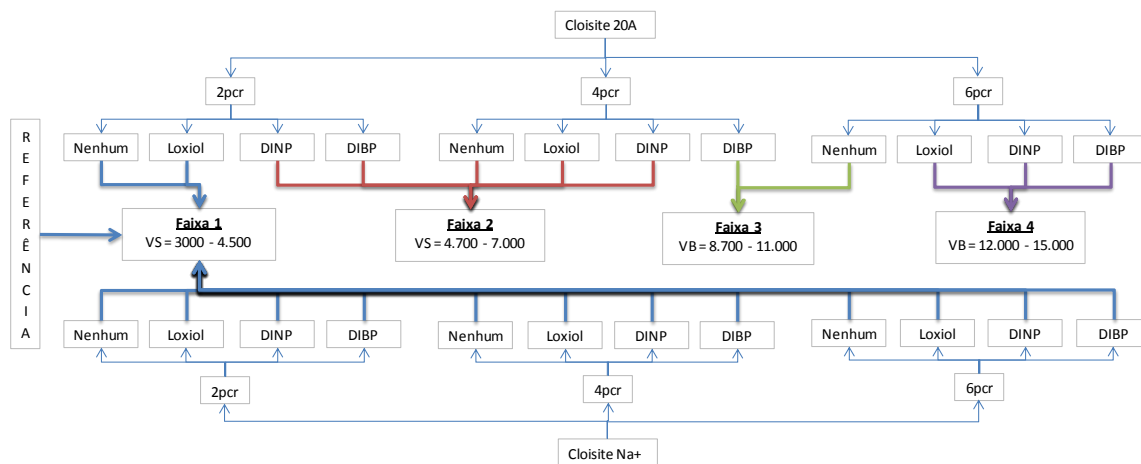 Cloisite 20A
2pcr 4pcr 6pcr
REFERÊNCIA
Nenhum Loxiol DINP DIBP Nenhum Loxiol DINP DIBP Nenhum Loxiol DINP DIBP
Faixa 1
VS = 3000 - 4.500
Faixa 2
VS = 4.700 - 7.000
Faixa 3
VB = 8.700 - 11.000
Faixa 4
VB = 12.000 - 15.000
Nenhum Loxiol DINP DIBP Nenhum Loxiol DINP DIBP Nenhum Loxiol DINP DIBP
2pcr 4pcr 6pcr
Cloisite Na+